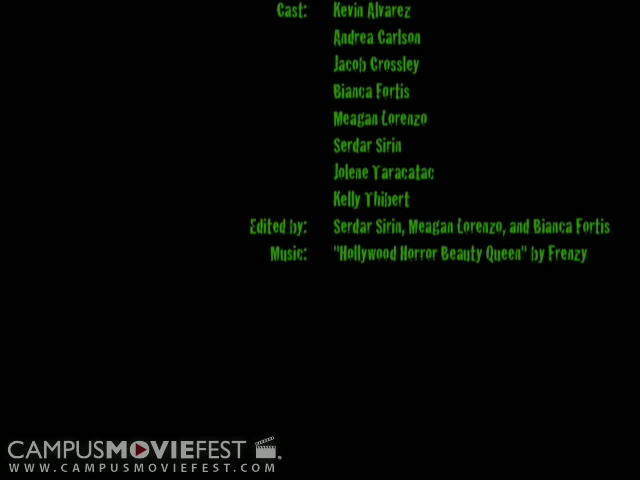 Cast: Kevin Alvarez
Andrea Carlson
Jacob Crossley
Bianca Fortis
Meagan Lorenzo
Serdar Sirin
Jolene Taracatac
Kelly Thibert
Edited by: Serdar Sirin, Meagan Lorenzo, and Bianca Fortis
Music: "Hollywood Horror Beauty Queen" by Frenzy
CAMPUSMOVIEFEST
WWW.CAMPUSMOVIEFEST.COM